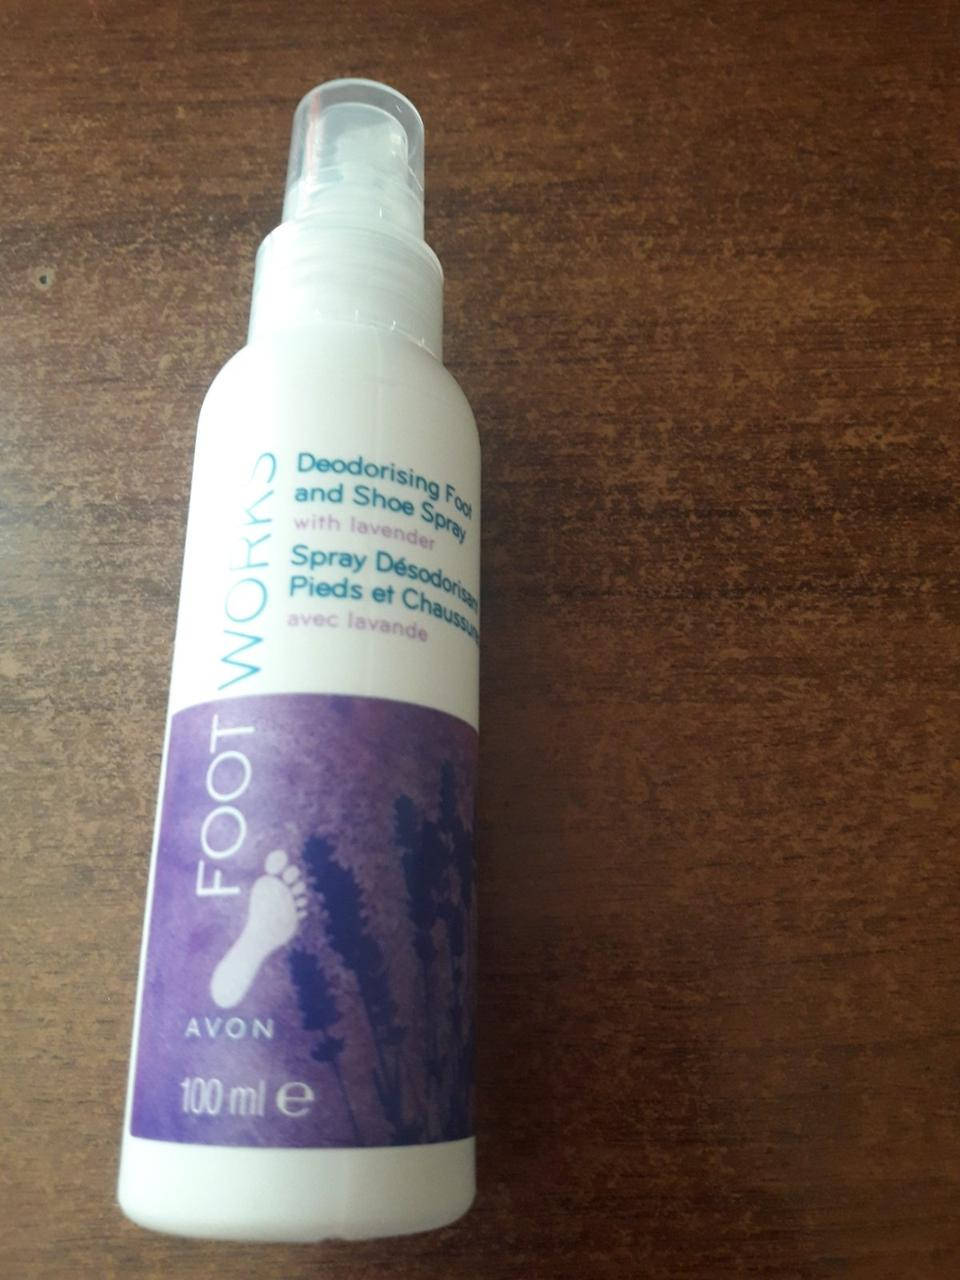 Deodorising Foot
and Shoe Spray
with lavender
Spray Désodorisant
Pieds et Chaussures
avec lavande
FOOT WORKS
AVON
100 ml e